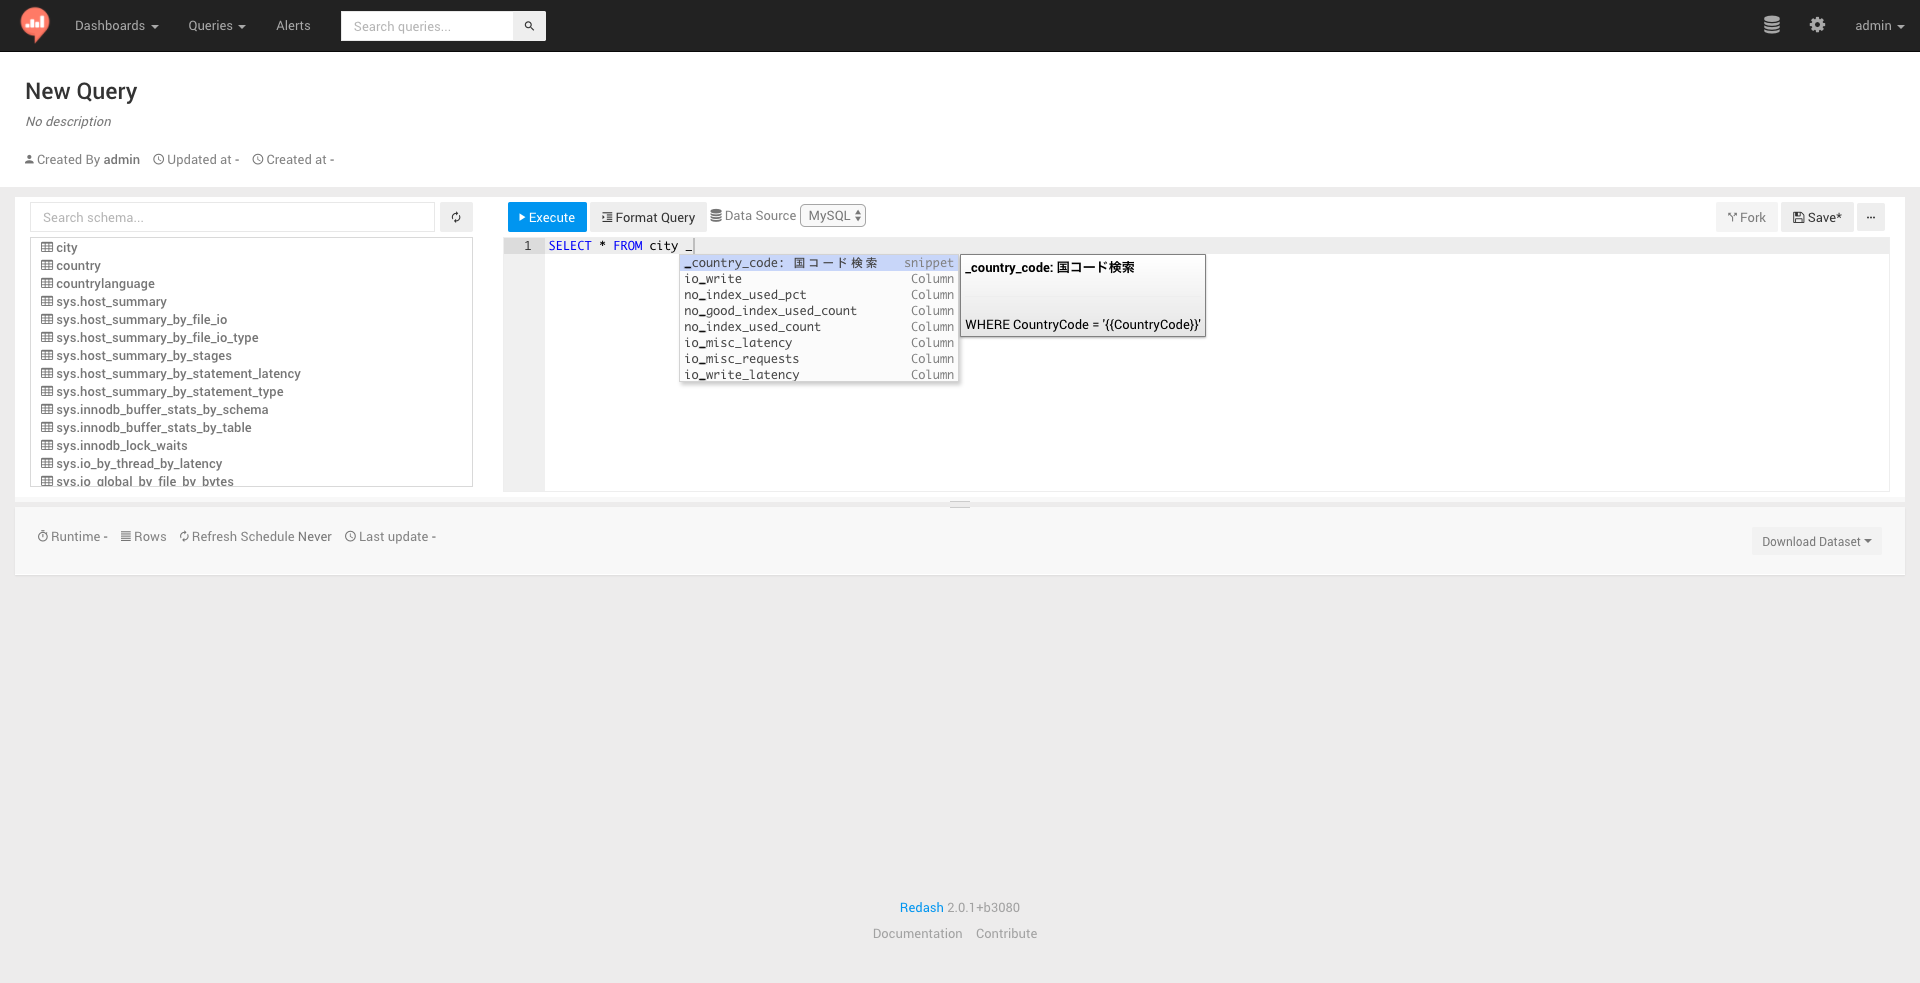 Dashboards Queries Alerts Search queries... admin
New Query
No description
Created By admin Updated at - Created at -
Search schema...
city
country
countrylanguage
sys.host_summary
sys.host_summary_by_file_io
sys.host_summary_by_file_io_type
sys.host_summary_by_stages
sys.host_summary_by_statement_latency
sys.host_summary_by_statement_type
sys.innodb_buffer_stats_by_schema
sys.innodb_buffer_stats_by_table
sys.innodb_lock_waits
sys.io_by_thread_by_latency
sys.io_global_by_file_by_bytes
Execute Format Query Data Source MySQL Fork Save* ...
1 SELECT * FROM city _
_country_code: 国コード検索 snippet
io_write Column
no_index_used_pct Column
no_good_index_used_count Column
no_index_used_count Column
io_misc_latency Column
io_misc_requests Column
io_write_latency Column
_country_code: 国コード検索
WHERE CountryCode = '{{CountryCode}}'
Runtime - Rows Refresh Schedule Never Last update - Download Dataset
Redash 2.0.1+b3080
Documentation Contribute